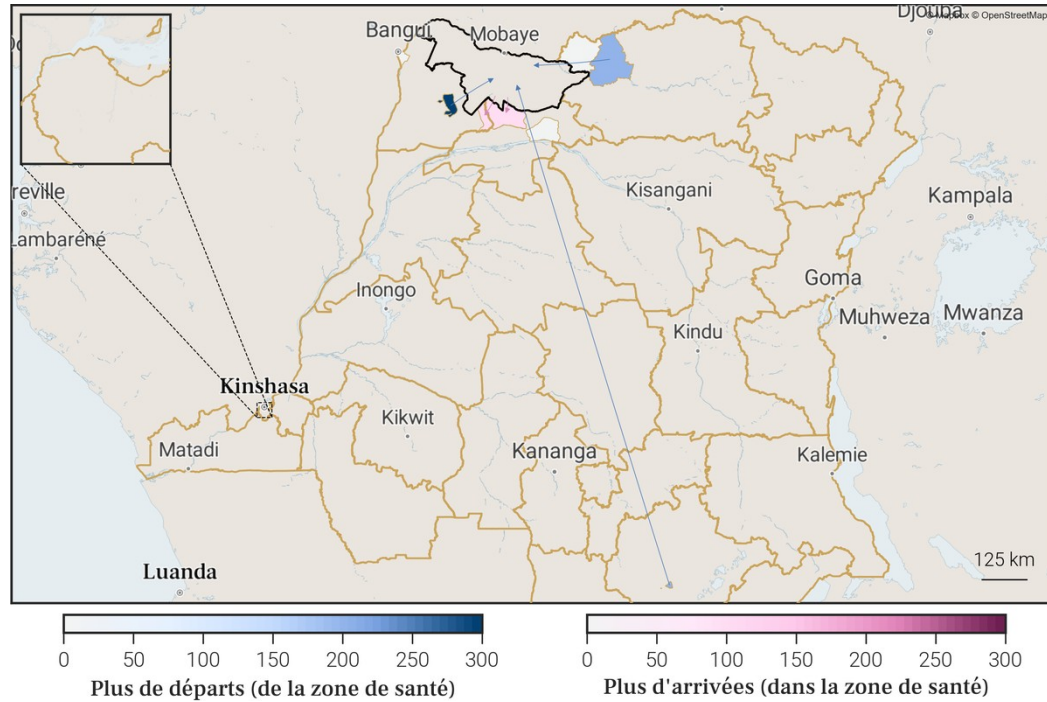 Djouba
© Mapbox © OpenStreetMap
Bangui
Mobaye
Kisangani
Kampala
reville
Lambaréné
Inongo
Goma
Muhweza
Mwanza
Kindu
Kinshasa
Kikwit
Matadi
Kananga
Kalemie
Luanda
125 km
0 50 100 150 200 250 300
Plus de départs (de la zone de santé)
0 50 100 150 200 250 300
Plus d'arrivées (dans la zone de santé)